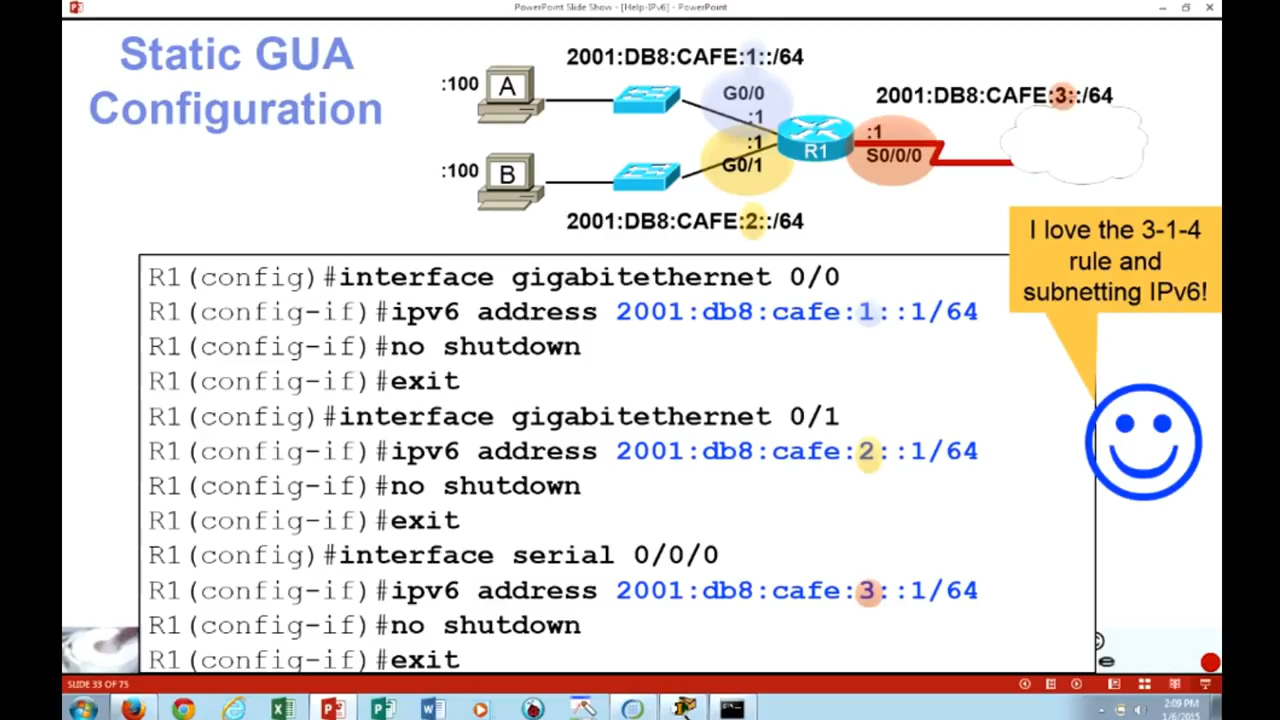 PowerPoint Slide Show - [Help-IPv6] - PowerPoint
Static GUA
Configuration
2001:DB8:CAFE:1::/64
:100
A
G0/0
:1
2001:DB8:CAFE:3::/64
:1
R1
:1
S0/0/0
G0/1
:100
B
2001:DB8:CAFE:2::/64
I love the 3-1-4
rule and
subnetting IPv6!
R1(config)#interface gigabitethernet 0/0
R1(config-if)#ipv6 address 2001:db8:cafe:1::1/64
R1(config-if)#no shutdown
R1(config-if)#exit
R1(config)#interface gigabitethernet 0/1
R1(config-if)#ipv6 address 2001:db8:cafe:2::1/64
R1(config-if)#no shutdown
R1(config-if)#exit
R1(config)#interface serial 0/0/0
R1(config-if)#ipv6 address 2001:db8:cafe:3::1/64
R1(config-if)#no shutdown
R1(config-if)#exit
SLIDE 33 OF 75
2:09 PM
1/6/2015